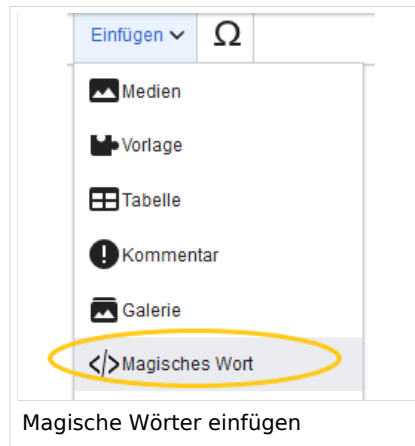 Einfügen Ω
Medien
Vorlage
Tabelle
Kommentar
Galerie
Magisches Wort
Magische Wörter einfügen